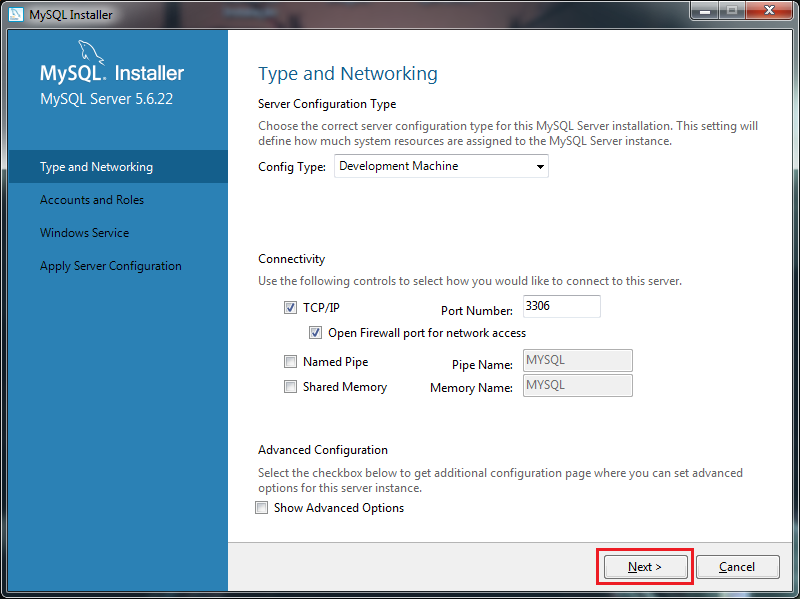 MySQL Installer
MySQL. Installer
MySQL Server 5.6.22
Type and Networking
Accounts and Roles
Windows Service
Apply Server Configuration
Type and Networking
Server Configuration Type
Choose the correct server configuration type for this MySQL Server installation. This setting will
define how much system resources are assigned to the MySQL Server instance.
Config Type: Development Machine
Connectivity
Use the following controls to select how you would like to connect to this server.
TCP/IP Port Number: 3306
Open Firewall port for network access
Named Pipe Pipe Name: MYSQL
Shared Memory Memory Name: MYSQL
Advanced Configuration
Select the checkbox below to get additional configuration page where you can set advanced
options for this server instance.
Show Advanced Options
Next > Cancel